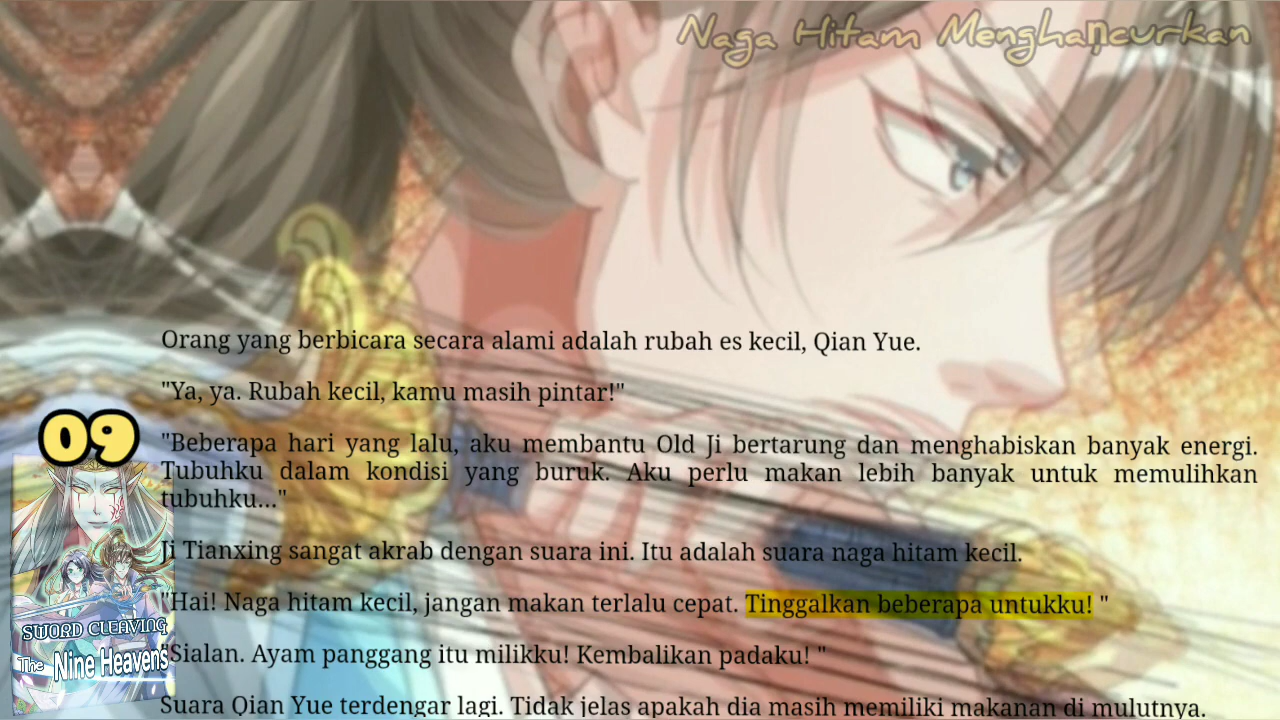 Naga Hitam Menghancurkan
Orang yang berbicara secara alami adalah rubah es kecil, Qian Yue.
"Ya, ya. Rubah kecil, kamu masih pintar!"
"Beberapa hari yang lalu, aku membantu Old Ji bertarung dan menghabiskan banyak energi.
Tubuhku dalam kondisi yang buruk. Aku perlu makan lebih banyak untuk memulihkan
tubuhku..."
Ji Tianxing sangat akrab dengan suara ini. Itu adalah suara naga hitam kecil.
"Hai! Naga hitam kecil, jangan makan terlalu cepat. Tinggalkan beberapa untukku! "
"Sialan. Ayam panggang itu milikku! Kembalikan padaku! "
Suara Qian Yue terdengar lagi. Tidak jelas apakah dia masih memiliki makanan di mulutnya.
09
SWORD CLEAVING
The Nine Heavens